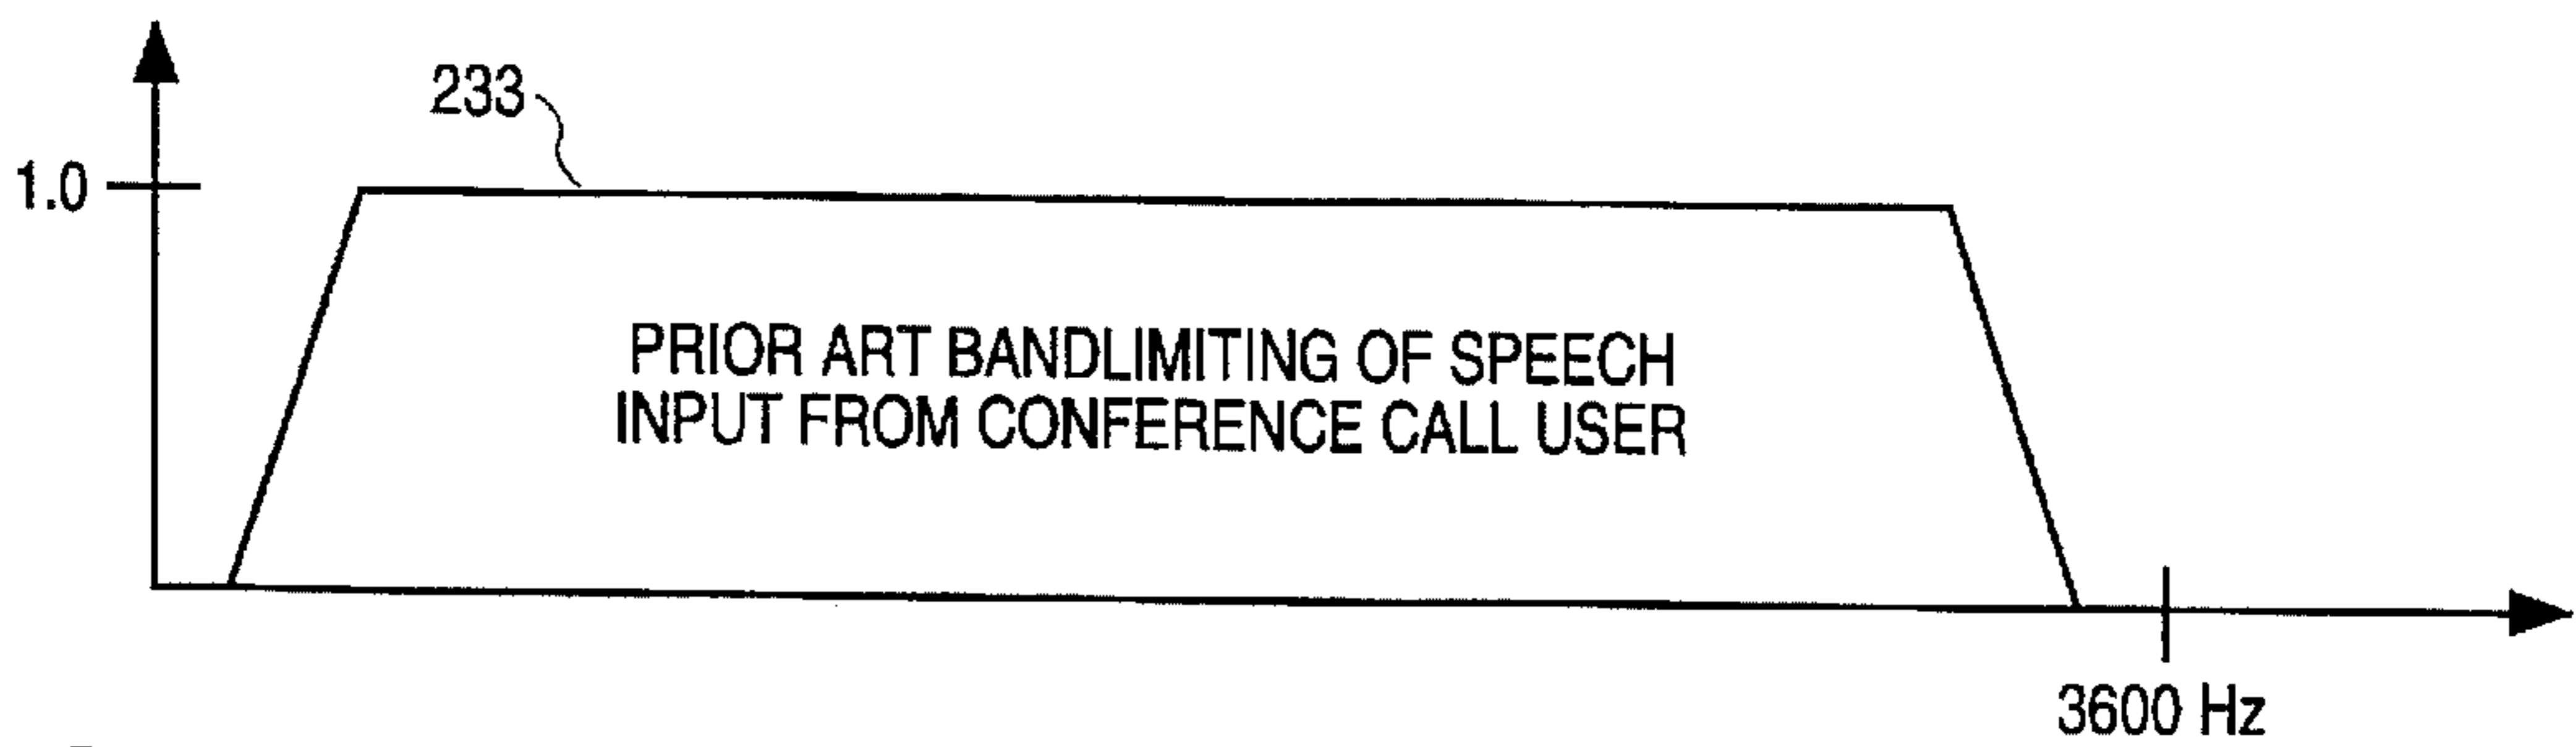 233
1.0
PRIOR ART BANDLIMITING OF SPEECH
INPUT FROM CONFERENCE CALL USER
3600 Hz